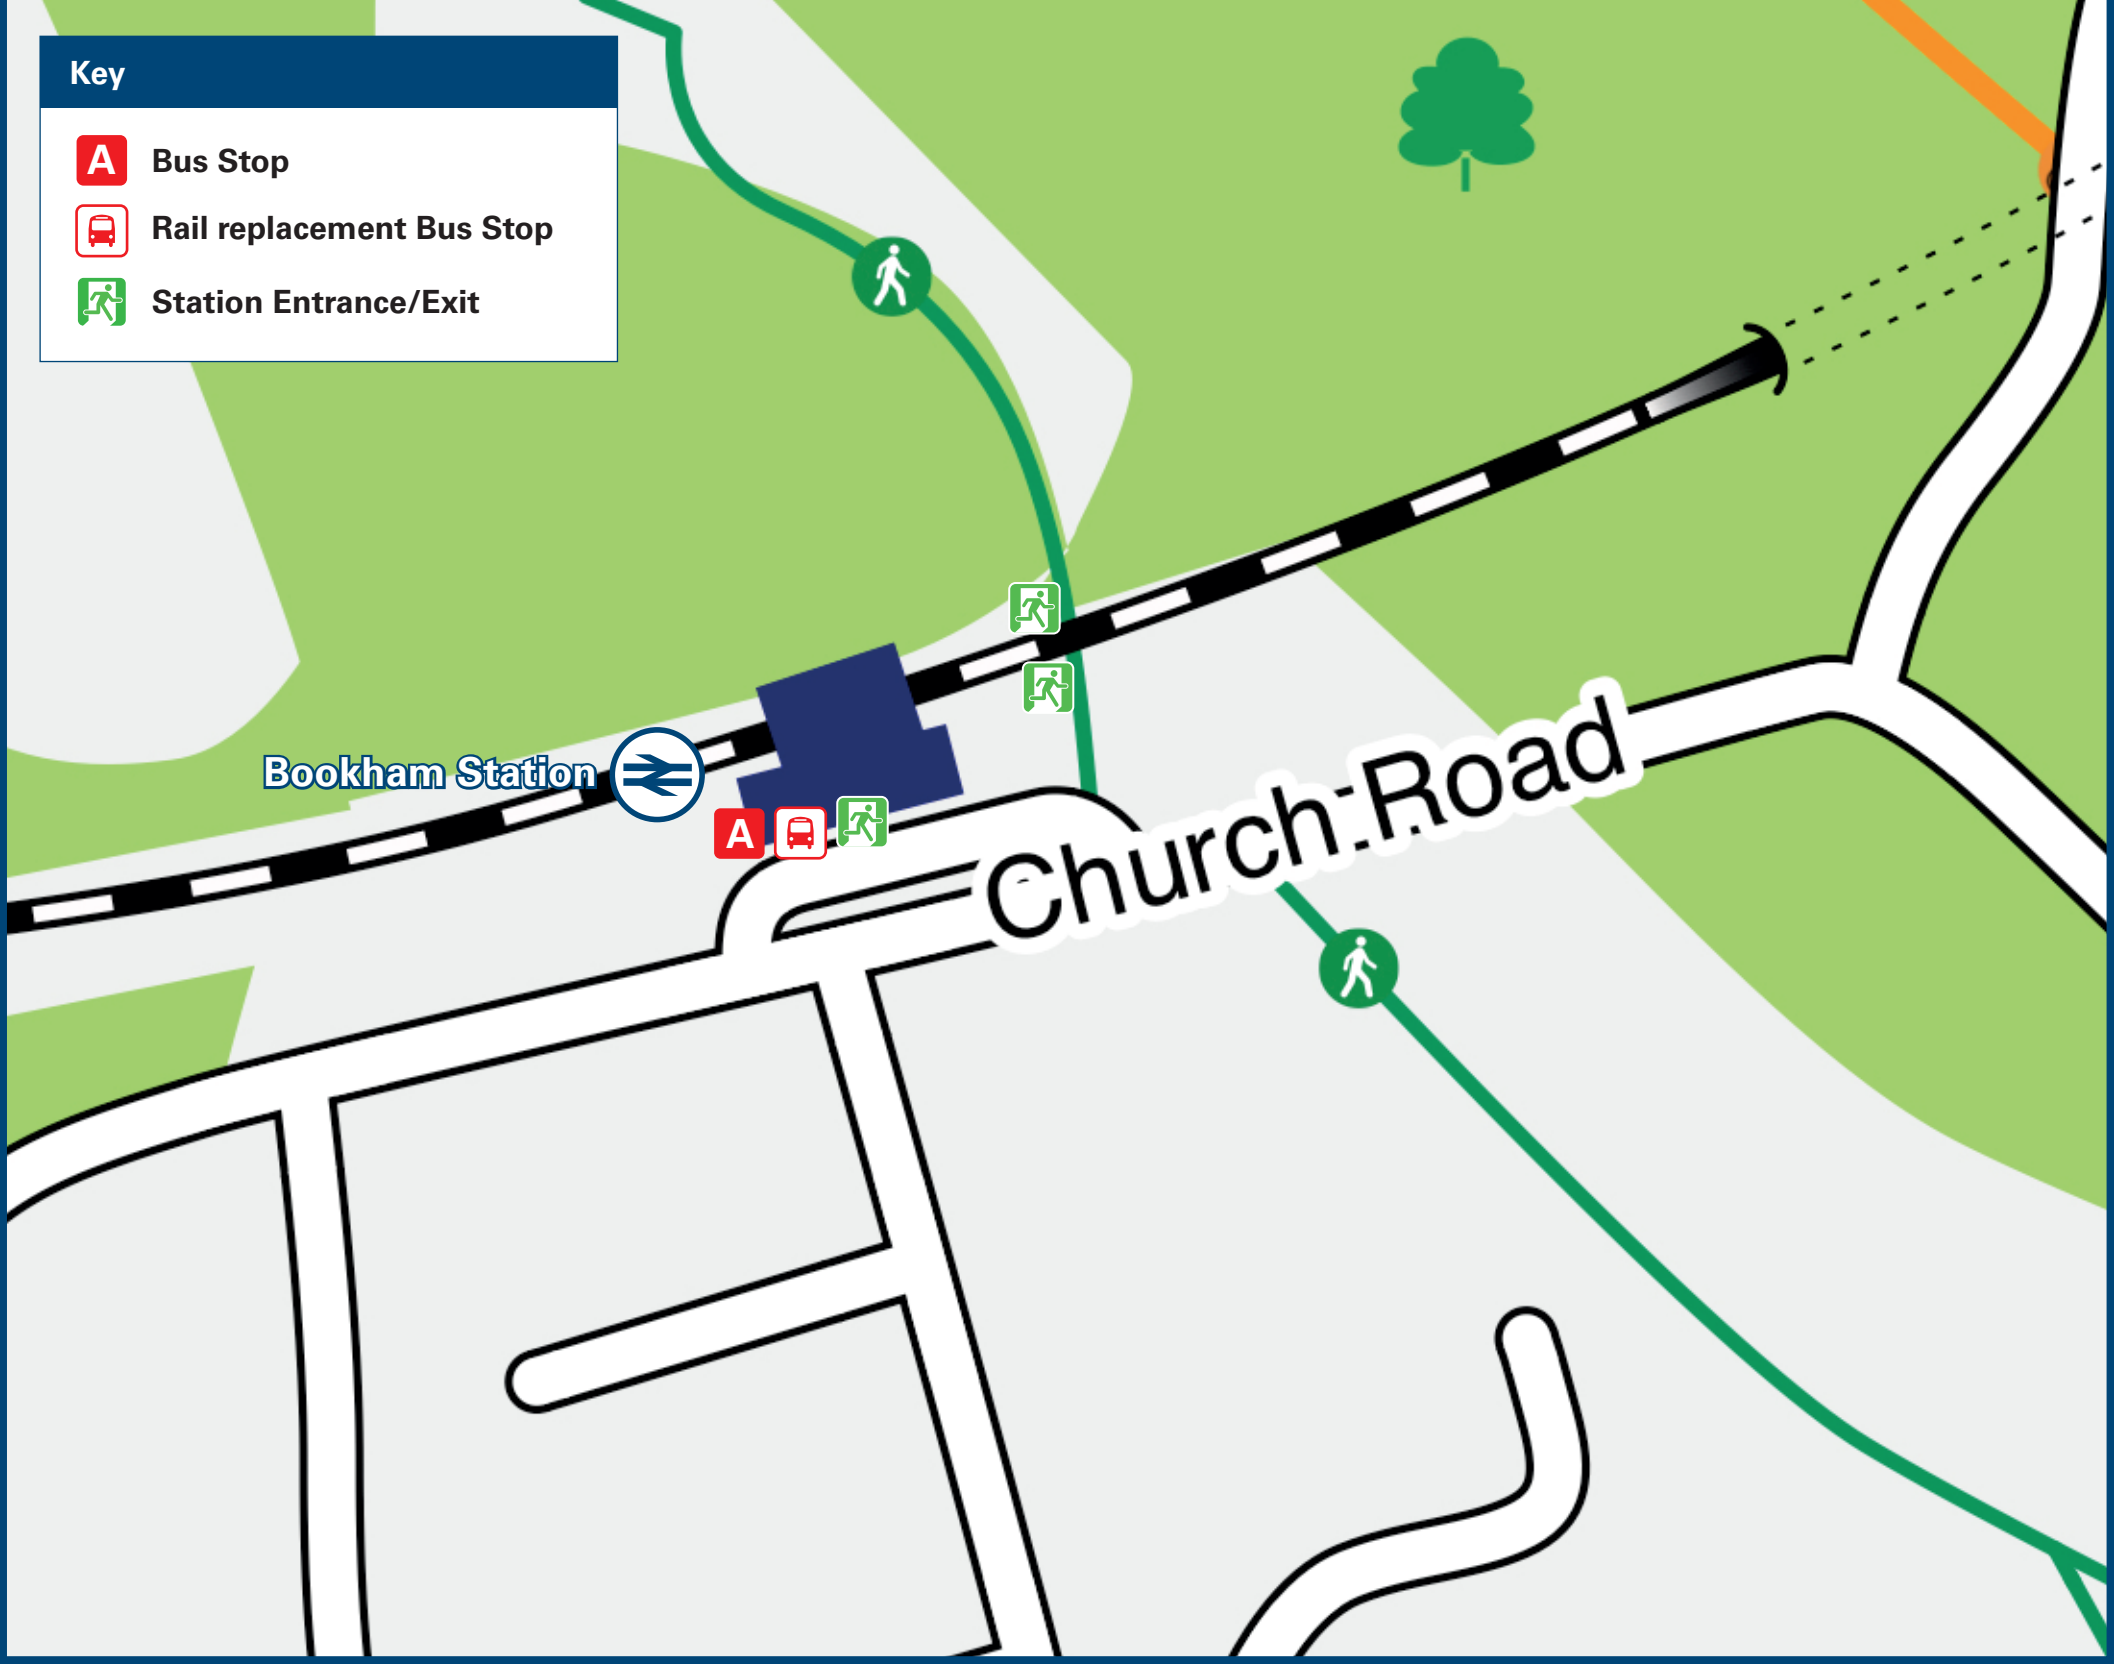 Key
A Bus Stop
Rail replacement Bus Stop
Station Entrance/Exit
Bookham Station
A
Church Road